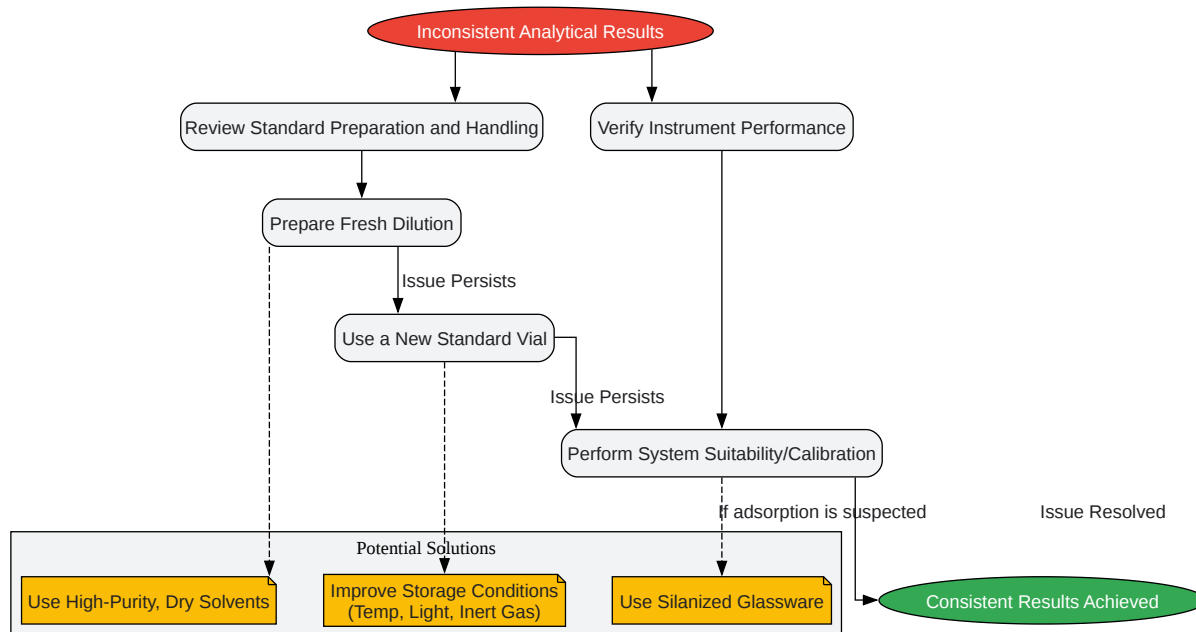 Inconsistent Analytical Results
Review Standard Preparation and Handling
Verify Instrument Performance
Prepare Fresh Dilution
Issue Persists
Use a New Standard Vial
Issue Persists
Perform System Suitability/Calibration
If adsorption is suspected
Issue Resolved
Potential Solutions
Use High-Purity, Dry Solvents
Improve Storage Conditions
(Temp, Light, Inert Gas)
Use Silanized Glassware
Consistent Results Achieved